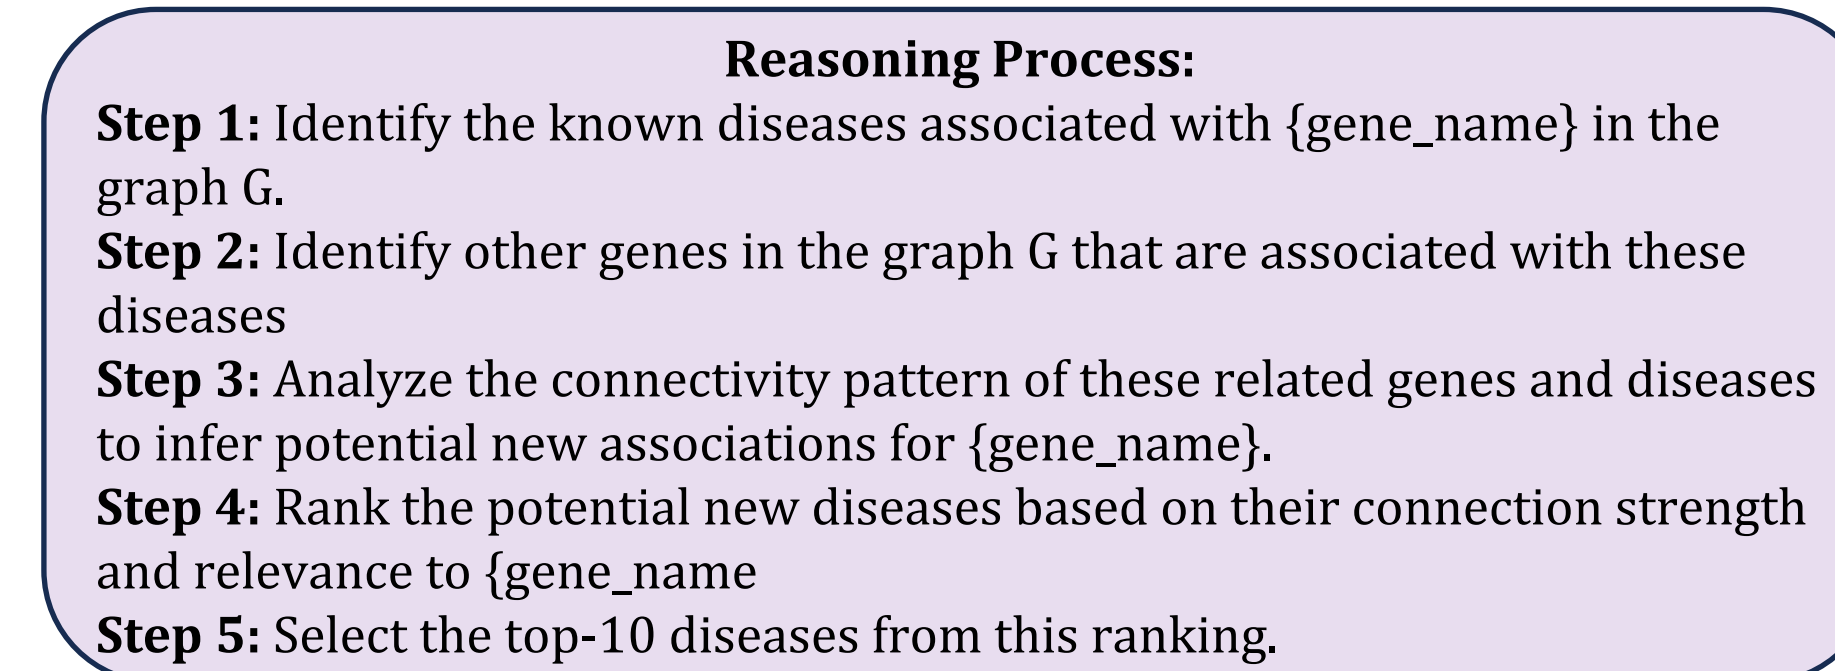 Reasoning Process:
Step 1: Identify the known diseases associated with {gene_name} in the
graph G.
Step 2: Identify other genes in the graph G that are associated with these
diseases
Step 3: Analyze the connectivity pattern of these related genes and diseases
to infer potential new associations for {gene_name}.
Step 4: Rank the potential new diseases based on their connection strength
and relevance to {gene_name
Step 5: Select the top-10 diseases from this ranking.